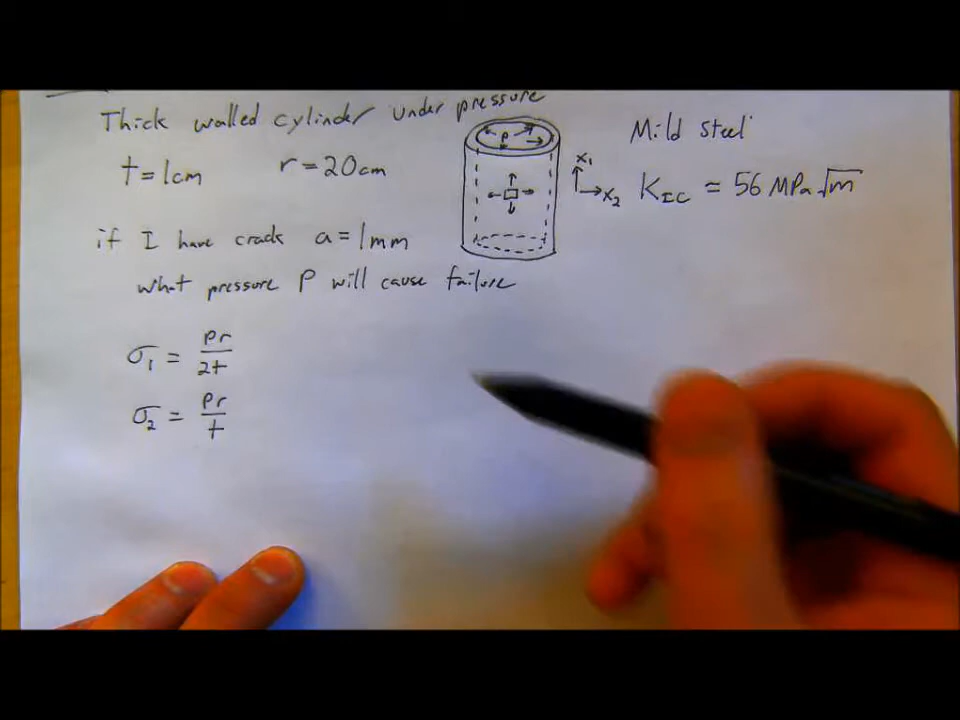 Thick walled cylinder under pressure
t = 1cm r = 20cm
P
Mild steel
x₁
x₂
K_IC = 56 MPa √m
if I have crack a = 1mm
what pressure P will cause failure
σ₁ = Pr/2t
σ₂ = Pr/t